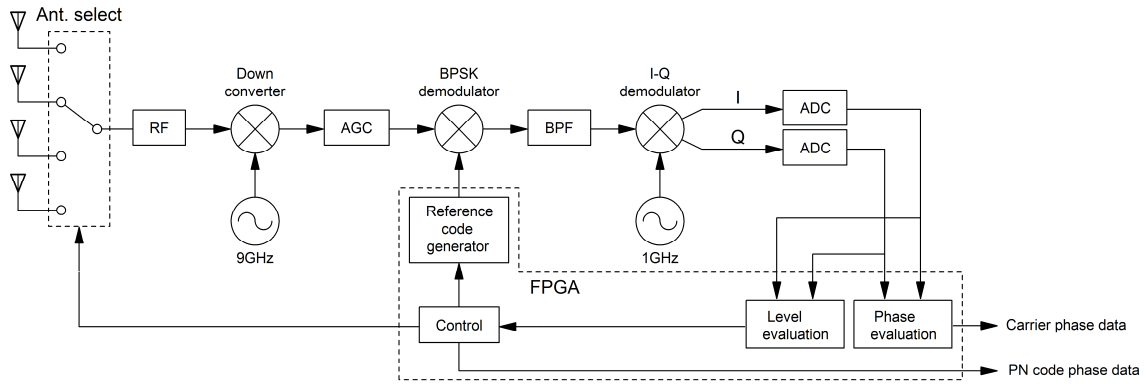 Ant. select
Down
converter
BPSK
demodulator
I-Q
demodulator
RF
AGC
BPF
I
Q
ADC
ADC
9GHz
Reference
code
generator
1GHz
FPGA
Control
Level
evaluation
Phase
evaluation
Carrier phase data
PN code phase data